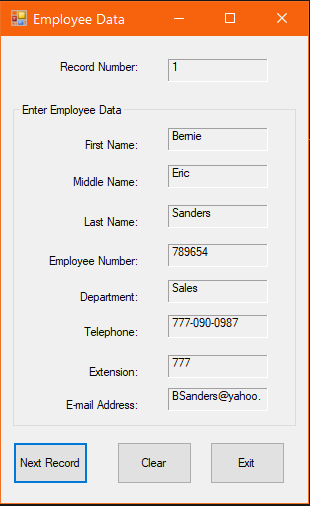 Employee Data
Record Number: 1
Enter Employee Data
First Name: Bernie
Middle Name: Eric
Last Name: Sanders
Employee Number: 789654
Department: Sales
Telephone: 777-090-0987
Extension: 777
E-mail Address: BSanders@yahoo.
Next Record Clear Exit